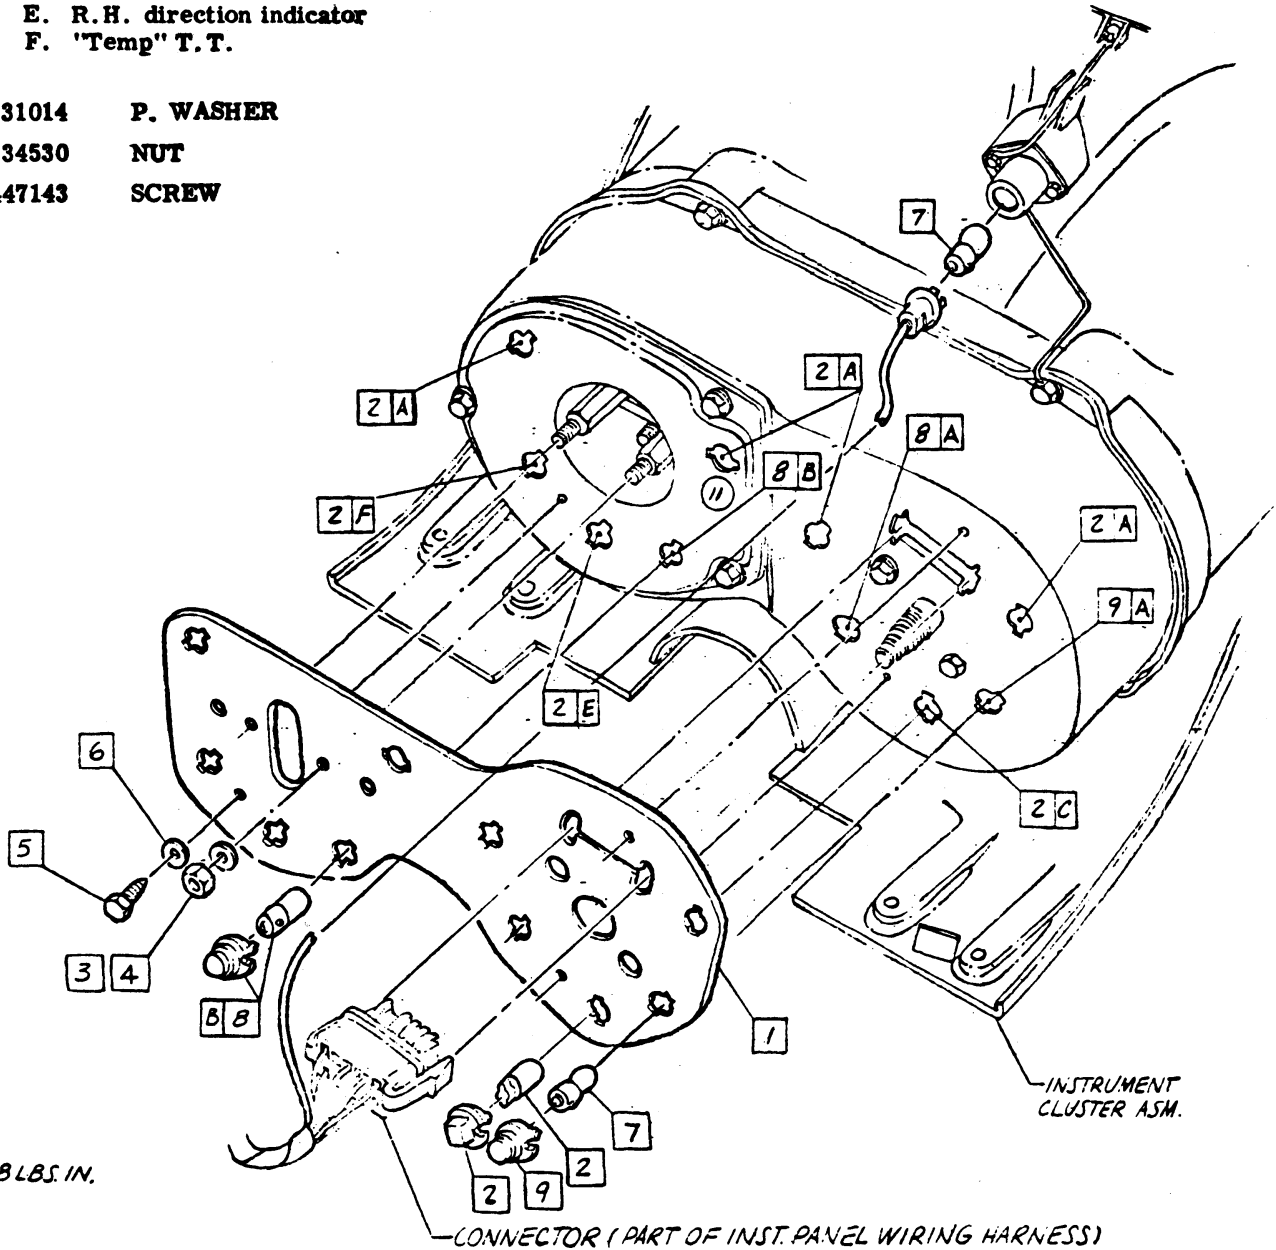 E. R.H. direction indicator
F. "Temp" T.T.
31014 P. WASHER
34530 NUT
47143 SCREW
7
2 A
2 A
8 A
8 B
2 F
11
2 A
9 A
2 E
6
5
2 C
3 4
B 8
1
INSTRUMENT
CLUSTER ASM.
7
2
2 9
8 LBS. IN.
CONNECTOR (PART OF INST. PANEL WIRING HARNESS)